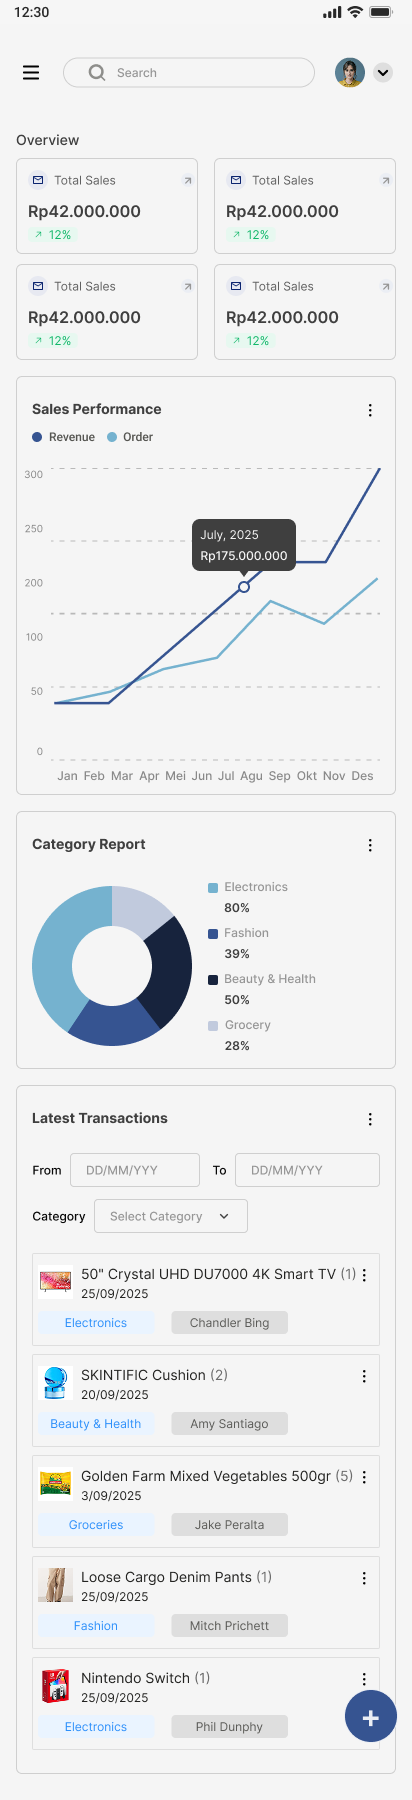 12:30
Search
Overview
Total Sales
Rp42.000.000
12%
Total Sales
Rp42.000.000
12%
Total Sales
Rp42.000.000
12%
Total Sales
Rp42.000.000
12%
Sales Performance
Revenue Order
300
250
200
100
50
0
July, 2025
Rp175.000.000
Jan Feb Mar Apr Mei Jun Jul Agu Sep Okt Nov Des
Category Report
Electronics
80%
Fashion
39%
Beauty & Health
50%
Grocery
28%
Latest Transactions
From DD/MM/YYY To DD/MM/YYY
Category Select Category
50" Crystal UHD DU7000 4K Smart TV (1)
25/09/2025
Electronics Chandler Bing
SKINTIFIC Cushion (2)
20/09/2025
Beauty & Health Amy Santiago
Golden Farm Mixed Vegetables 500gr (5)
3/09/2025
Groceries Jake Peralta
Loose Cargo Denim Pants (1)
25/09/2025
Fashion Mitch Prichett
Nintendo Switch (1)
25/09/2025
Electronics Phil Dunphy
+